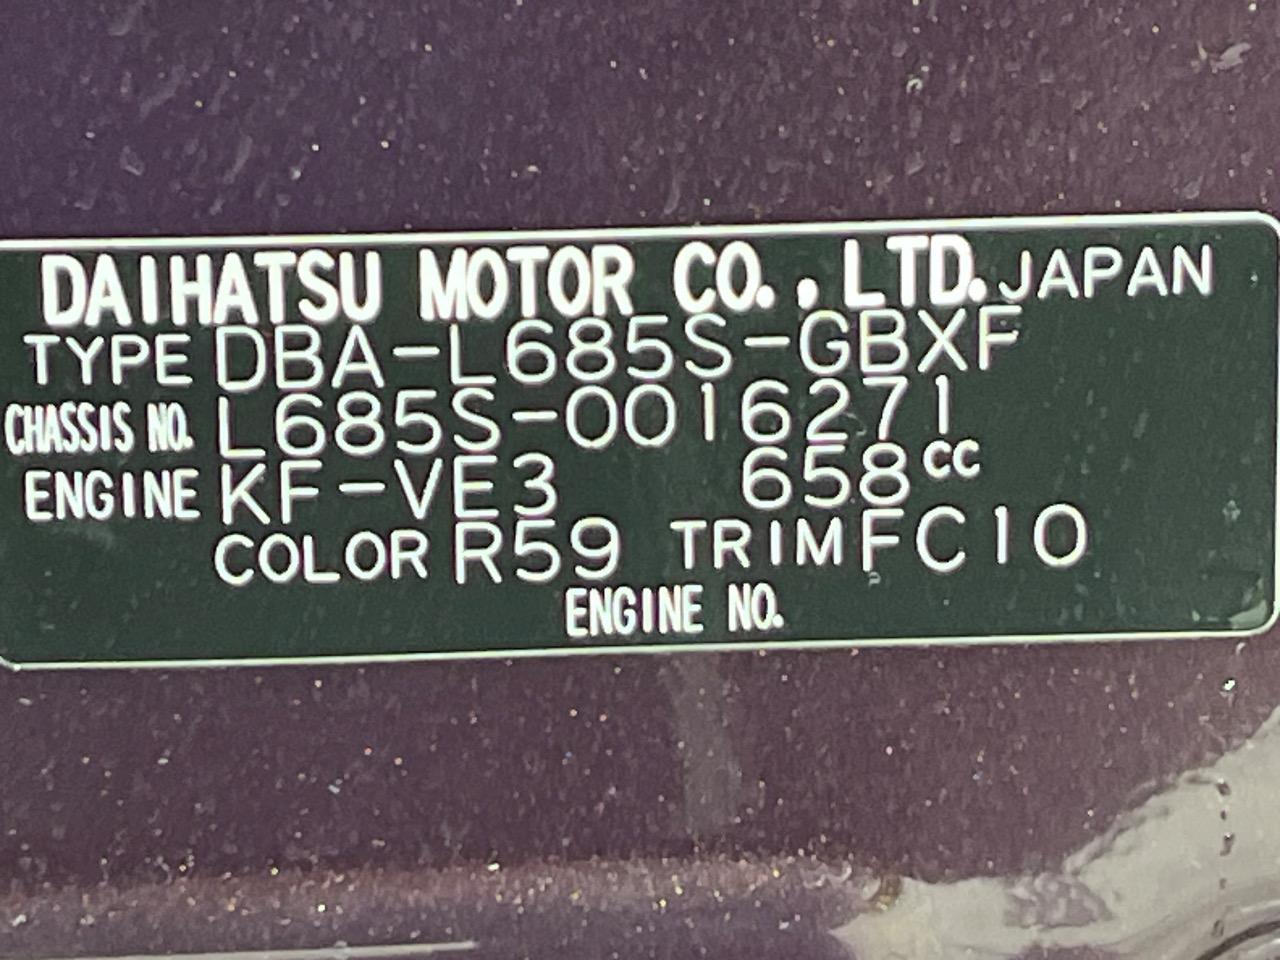 DAIHATSU MOTOR CO., LTD. JAPAN
TYPE DBA-L685S-GBXF
CHASSIS NO. L685S-0016271
ENGINE KF-VE3 658cc
COLOR R59 TRIM FC10
ENGINE NO.